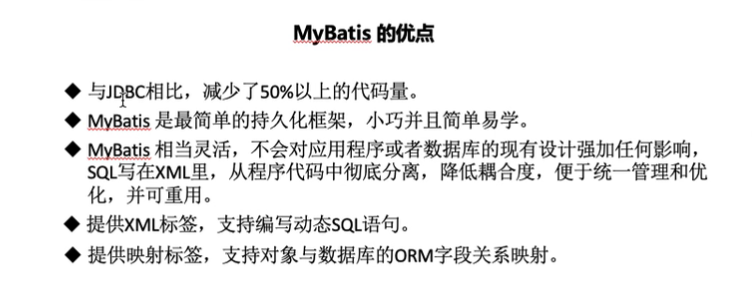 MyBatis 的优点
◆ 与JDBC相比，减少了50%以上的代码量。
◆ MyBatis 是最简单的持久化框架，小巧并且简单易学。
◆ MyBatis 相当灵活，不会对应用程序或者数据库的现有设计强加任何影响，
SQL写在XML里，从程序代码中彻底分离，降低耦合度，便于统一管理和优
化，并可重用。
◆ 提供XML标签，支持编写动态SQL语句。
◆ 提供映射标签，支持对象与数据库的ORM字段关系映射。